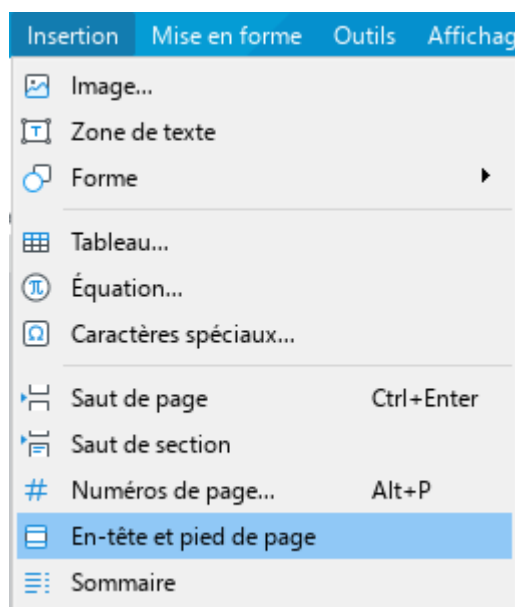 Insertion Mise en forme Outils Affichag
Image...
Zone de texte
Forme
Tableau...
Équation...
Caractères spéciaux...
Saut de page Ctrl+Enter
Saut de section
Numéros de page... Alt+P
En-tête et pied de page
Sommaire